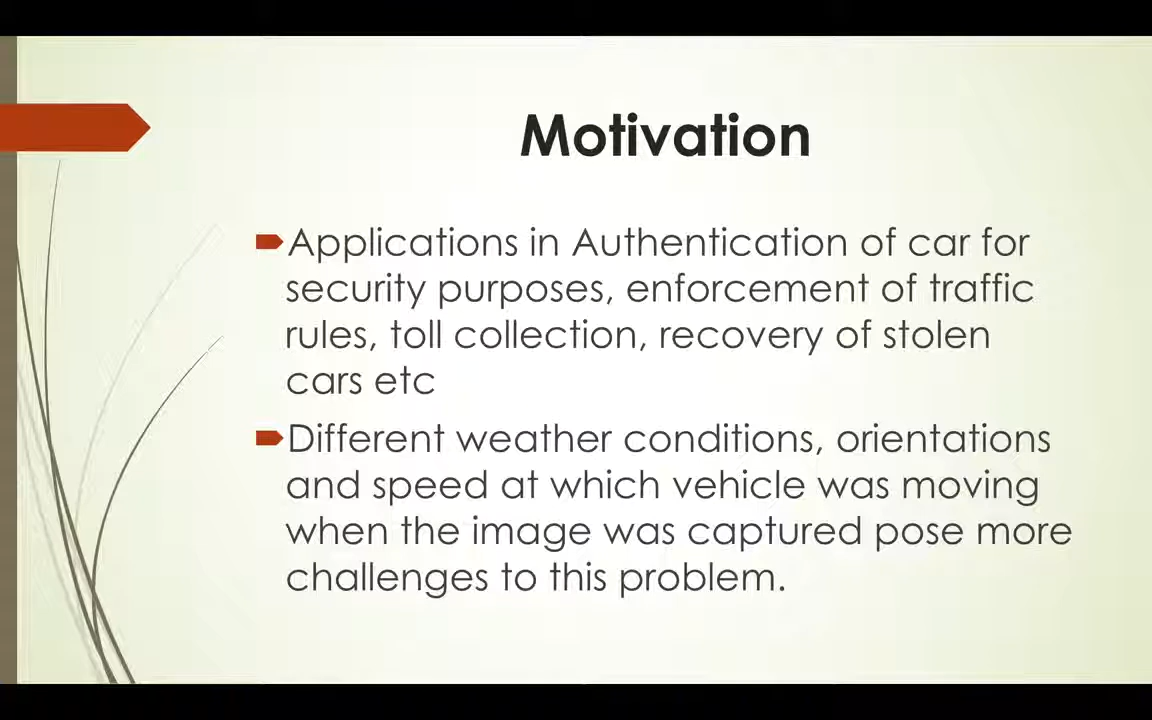 Motivation
Applications in Authentication of car for
security purposes, enforcement of traffic
rules, toll collection, recovery of stolen
cars etc
Different weather conditions, orientations
and speed at which vehicle was moving
when the image was captured pose more
challenges to this problem.